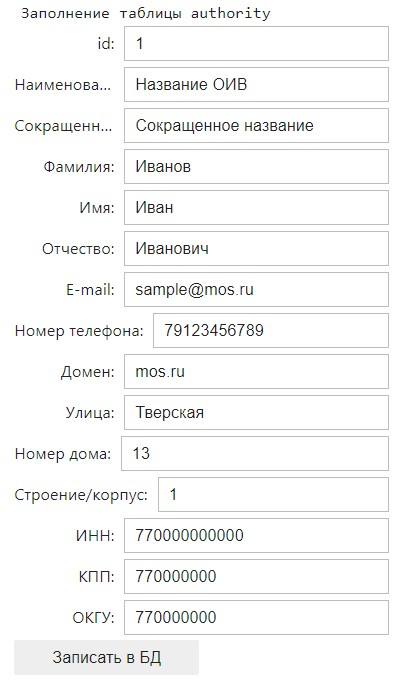 Заполнение таблицы authority
id: 1
Наименова... Название ОИВ
Сокращенн... Сокращенное название
Фамилия: Иванов
Имя: Иван
Отчество: Иванович
E-mail: sample@mos.ru
Номер телефона: 79123456789
Домен: mos.ru
Улица: Тверская
Номер дома: 13
Строение/корпус: 1
ИНН: 770000000000
КПП: 770000000
ОКГУ: 770000000
Записать в БД